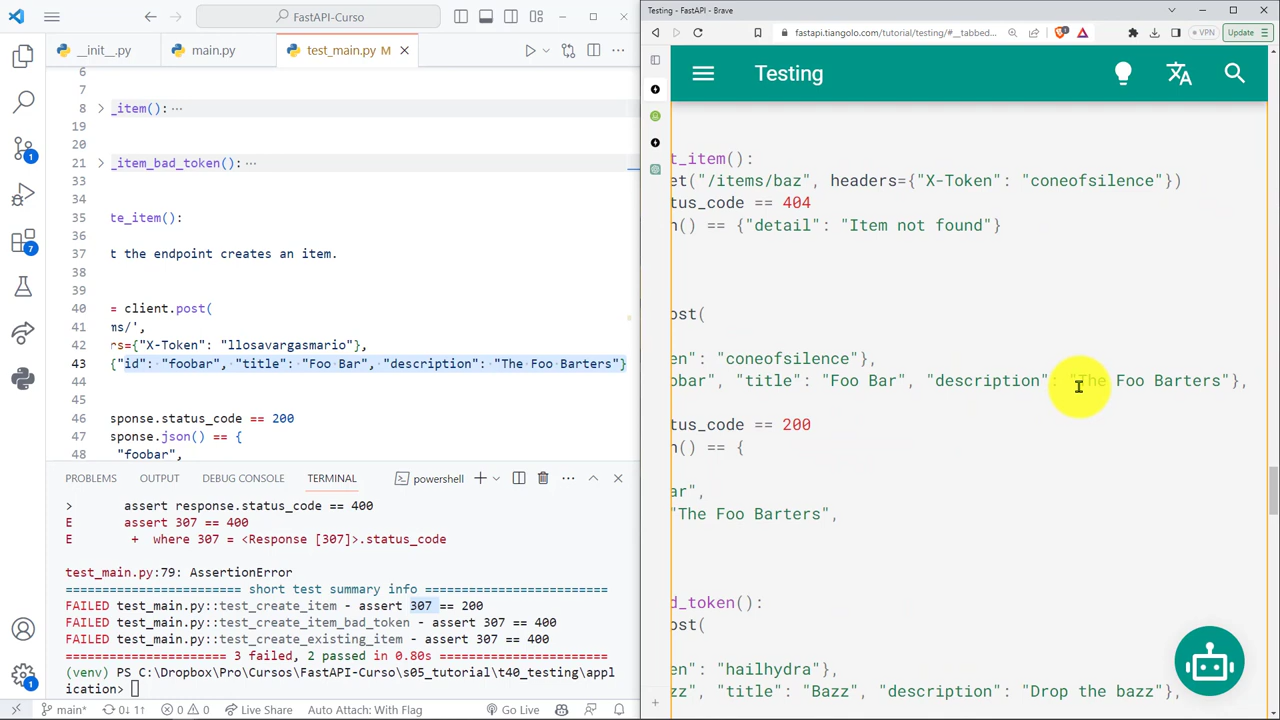 FastAPI-Curso
Testing - FastAPI - Brave
__init__.py
main.py
test_main.py M
fastapi.tiangolo.com/tutorial/testing/#__tabbed...
VPN
Update
Testing
6
7
8 _item(): ...
19
20
21 _item_bad_token(): ...
33
34
35 te_item():
36
37 t the endpoint creates an item.
38
39
40 = client.post(
41 ms/',
42 rs={"X-Token": "llosavargasmario"},
43 {"id": "foobar", "title": "Foo Bar", "description": "The Foo Barters"}
44
45
46 sponse.status_code == 200
47 sponse.json() == {
48 "foobar",
t_item():
et("/items/baz", headers={"X-Token": "coneofsilence"})
tus_code == 404
n() == {"detail": "Item not found"}
ost(
en": "coneofsilence"},
obar", "title": "Foo Bar", "description": "The Foo Barters"},
tus_code == 200
n() == {
ar",
"The Foo Barters",
d_token():
ost(
en": "hailhydra"},
zz", "title": "Bazz", "description": "Drop the bazz"},
PROBLEMS OUTPUT DEBUG CONSOLE TERMINAL powershell
> assert response.status_code == 400
E assert 307 == 400
E + where 307 = <Response [307]>.status_code
test_main.py:79: AssertionError
======================== short test summary info =========================
FAILED test_main.py::test_create_item - assert 307 == 200
FAILED test_main.py::test_create_item_bad_token - assert 307 == 400
FAILED test_main.py::test_create_existing_item - assert 307 == 400
====================== 3 failed, 2 passed in 0.80s =======================
(venv) PS C:\Dropbox\Pro\Cursos\FastAPI-Curso\s05_tutorial\t40_testing\appl
ication>
main* 0↓ 1↑ 0 0 Live Share Auto Attach: With Flag Go Live
1
7
1